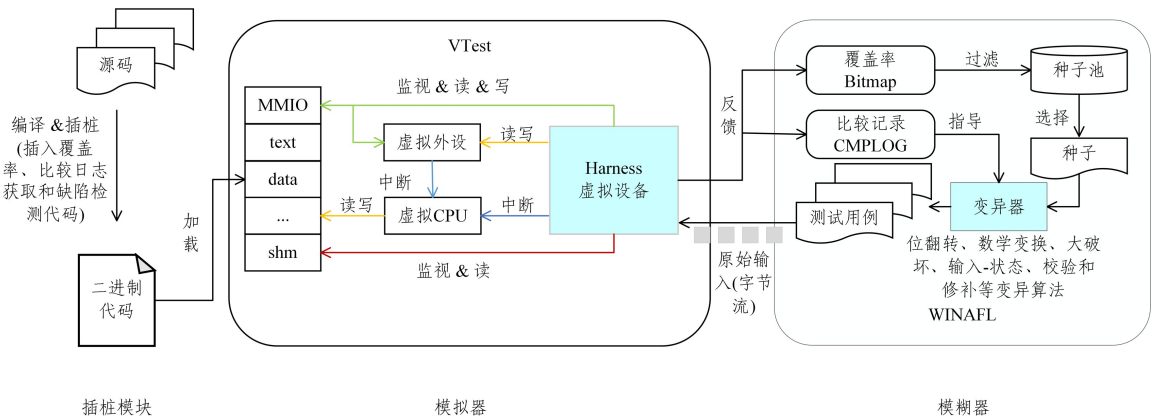 源码
编译 &插桩
(插入覆盖
率、比较日志
获取和缺陷检
测代码)
二进制
代码
加
载
插桩模块
VTest
MMIO
text
data
...
shm
监视 & 读 & 写
虚拟外设
读写
中断
读写
虚拟CPU
中断
监视 & 读
Harness
虚拟设备
模拟器
反
馈
原始输
入(字节
流)
覆盖率
Bitmap
过滤
种子池
比较记录
CMPLOG
指导
选择
种子
测试用例
变异器
位翻转、数学变换、大破
坏、输入-状态、校验和
修补等变异算法
WINAFL
模糊器